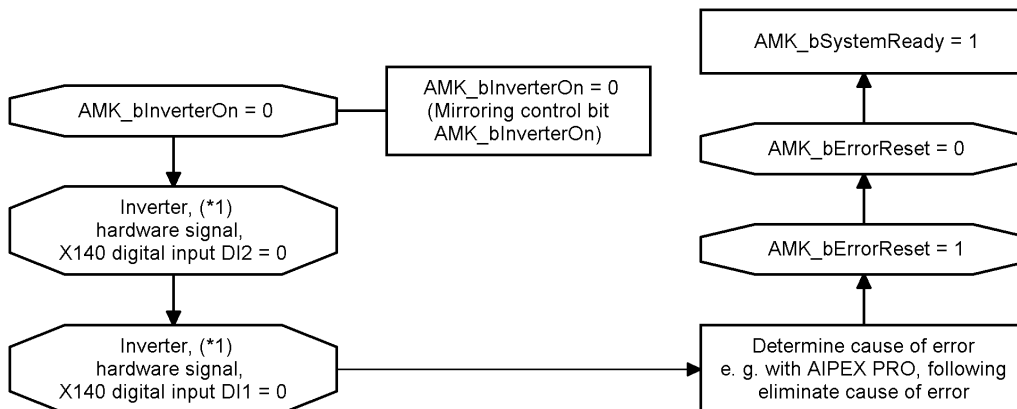 AMK_bInverterOn = 0
AMK_bInverterOn = 0
(Mirroring control bit
AMK_bInverterOn)
Inverter, (*1)
hardware signal,
X140 digital input DI2 = 0
Inverter, (*1)
hardware signal,
X140 digital input DI1 = 0
Determine cause of error
e. g. with AIPEX PRO, following
eliminate cause of error
AMK_bErrorReset = 1
AMK_bErrorReset = 0
AMK_bSystemReady = 1